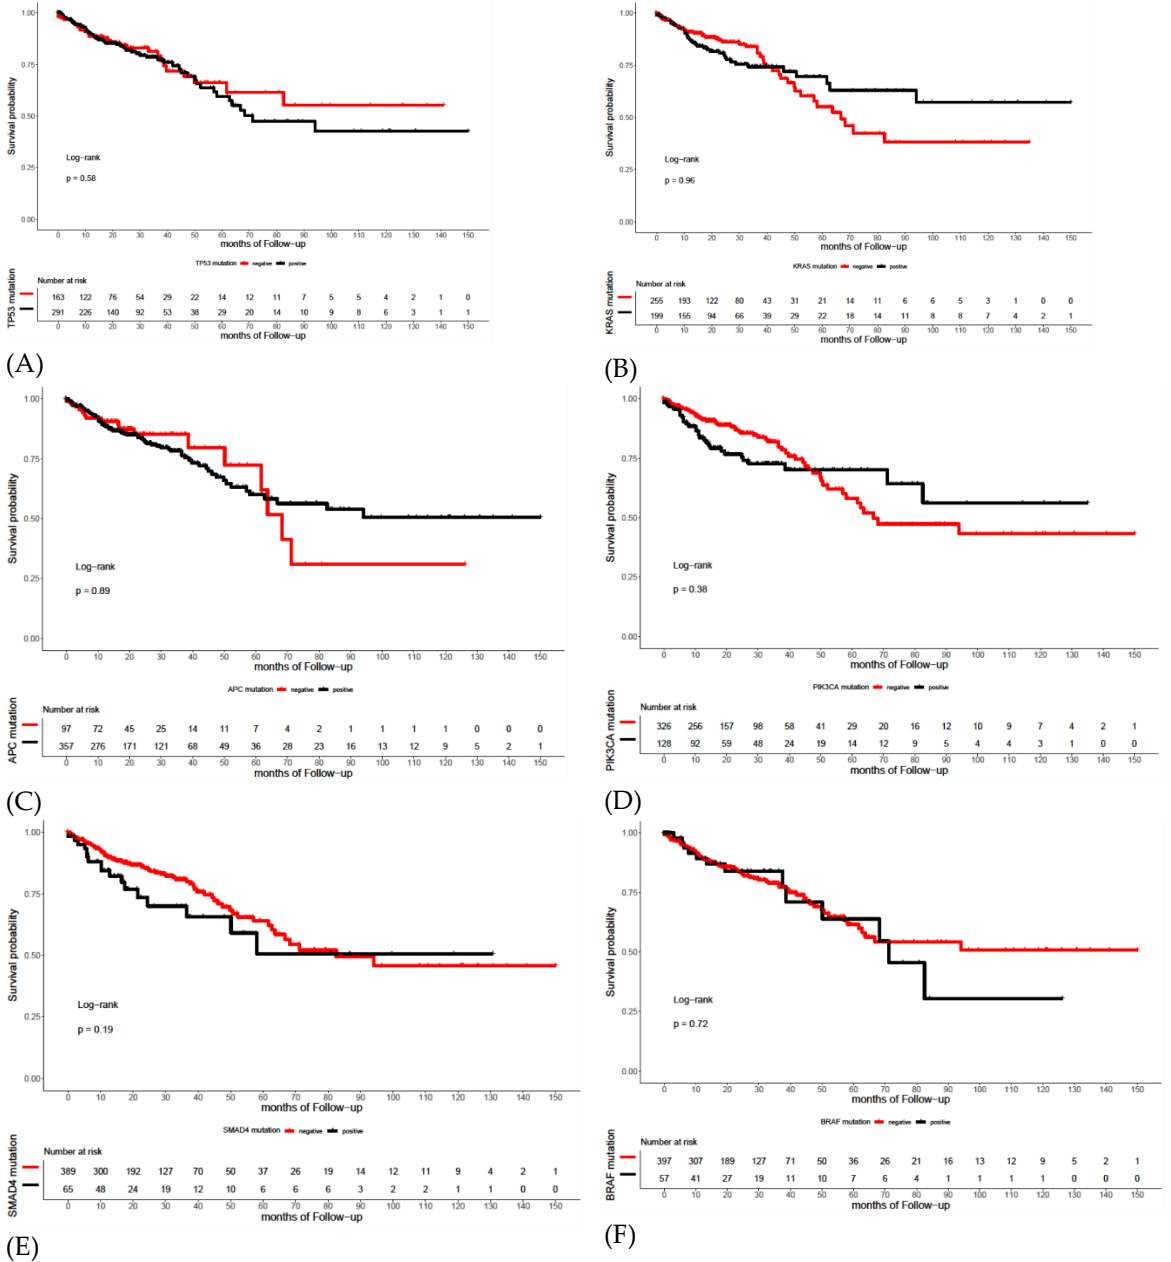 1.00
0.75
0.50
0.25
0.00
Survival probability
Log-rank
p = 0.58
0 10 20 30 40 50 60 70 80 90 100 110 120 130 140 150
months of Follow-up
TP53 mutation negative positive
TP53 mutation
Number at risk
163 122 76 54 29 22 14 12 11 7 5 5 4 2 1 0
291 226 140 92 53 38 29 20 14 10 9 8 6 3 1 1
0 10 20 30 40 50 60 70 80 90 100 110 120 130 140 150
months of Follow-up
(A)
1.00
0.75
0.50
0.25
0.00
Survival probability
Log-rank
p = 0.96
0 10 20 30 40 50 60 70 80 90 100 110 120 130 140 150
months of Follow-up
KRAS mutation negative positive
KRAS mutation
Number at risk
255 193 122 80 43 31 21 14 11 6 6 5 3 1 0 0
199 155 94 66 39 29 22 18 14 11 8 8 7 4 2 1
0 10 20 30 40 50 60 70 80 90 100 110 120 130 140 150
months of Follow-up
(B)
1.00
0.75
0.50
0.25
0.00
Survival probability
Log-rank
p = 0.89
0 10 20 30 40 50 60 70 80 90 100 110 120 130 140 150
months of Follow-up
APC mutation negative positive
APC mutation
Number at risk
97 72 45 25 14 11 7 4 2 1 1 1 1 0 0 0
357 276 171 121 68 49 36 28 23 16 13 12 9 5 2 1
0 10 20 30 40 50 60 70 80 90 100 110 120 130 140 150
months of Follow-up
(C)
1.00
0.75
0.50
0.25
0.00
Survival probability
Log-rank
p = 0.38
0 10 20 30 40 50 60 70 80 90 100 110 120 130 140 150
months of Follow-up
PIK3CA mutation negative positive
PIK3CA mutation
Number at risk
326 256 157 98 58 41 29 20 16 12 10 9 7 4 2 1
128 92 59 48 24 19 14 12 9 5 4 4 3 1 0 0
0 10 20 30 40 50 60 70 80 90 100 110 120 130 140 150
months of Follow-up
(D)
1.00
0.75
0.50
0.25
0.00
Survival probability
Log-rank
p = 0.19
0 10 20 30 40 50 60 70 80 90 100 110 120 130 140 150
months of Follow-up
SMAD4 mutation negative positive
SMAD4 mutation
Number at risk
389 300 192 127 70 50 37 26 19 14 12 11 9 4 2 1
65 48 24 19 12 10 6 6 6 3 2 2 1 1 0 0
0 10 20 30 40 50 60 70 80 90 100 110 120 130 140 150
months of Follow-up
(E)
1.00
0.75
0.50
0.25
0.00
Survival probability
Log-rank
p = 0.72
0 10 20 30 40 50 60 70 80 90 100 110 120 130 140 150
months of Follow-up
BRAF mutation negative positive
BRAF mutation
Number at risk
397 307 189 127 71 50 36 26 21 16 13 12 9 5 2 1
57 41 27 19 11 10 7 6 4 1 1 1 1 0 0 0
0 10 20 30 40 50 60 70 80 90 100 110 120 130 140 150
months of Follow-up
(F)